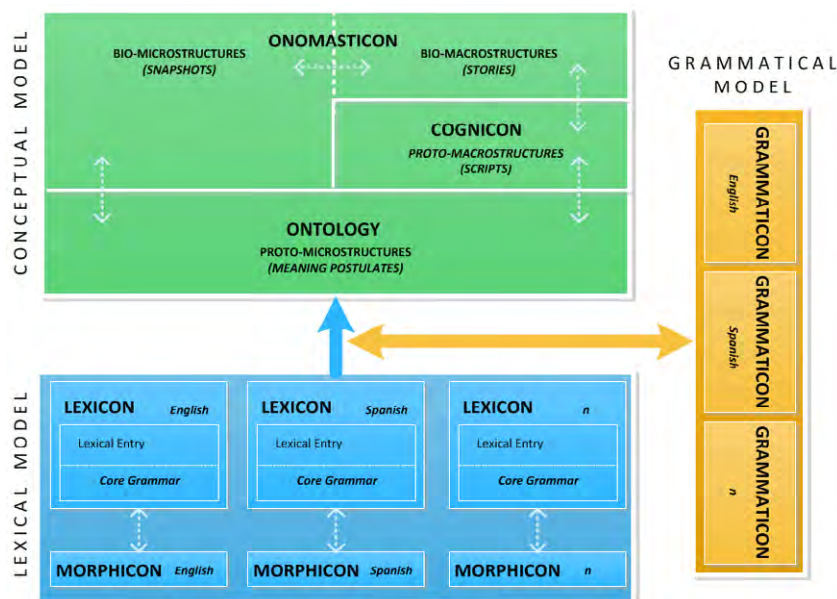 CONCEPTUAL MODEL
ONOMASTICON
BIO-MICROSTRUCTURES
(SNAPSHOTS)
BIO-MACROSTRUCTURES
(STORIES)
COGNICON
PROTO-MACROSTRUCTURES
(SCRIPTS)
ONTOLOGY
PROTO-MICROSTRUCTURES
(MEANING POSTULATES)
GRAMMATICAL
MODEL
GRAMMATICON
English
GRAMMATICON
Spanish
GRAMMATICON
n
LEXICAL MODEL
LEXICON English
Lexical Entry
Core Grammar
MORPHICON English
LEXICON Spanish
Lexical Entry
Core Grammar
MORPHICON Spanish
LEXICON n
Lexical Entry
Core Grammar
MORPHICON n